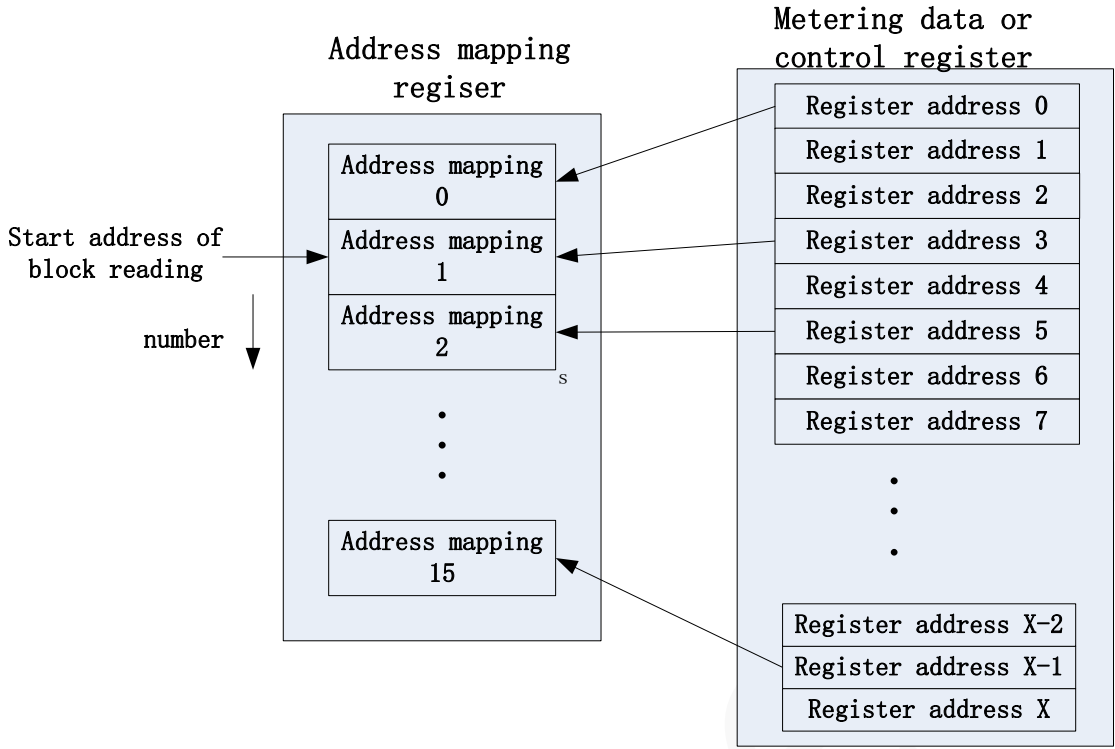 Address mapping
regiser
Metering data or
control register
Start address of
block reading
number
Address mapping
0
Address mapping
1
Address mapping
2
s
Address mapping
15
Register address 0
Register address 1
Register address 2
Register address 3
Register address 4
Register address 5
Register address 6
Register address 7
Register address X-2
Register address X-1
Register address X